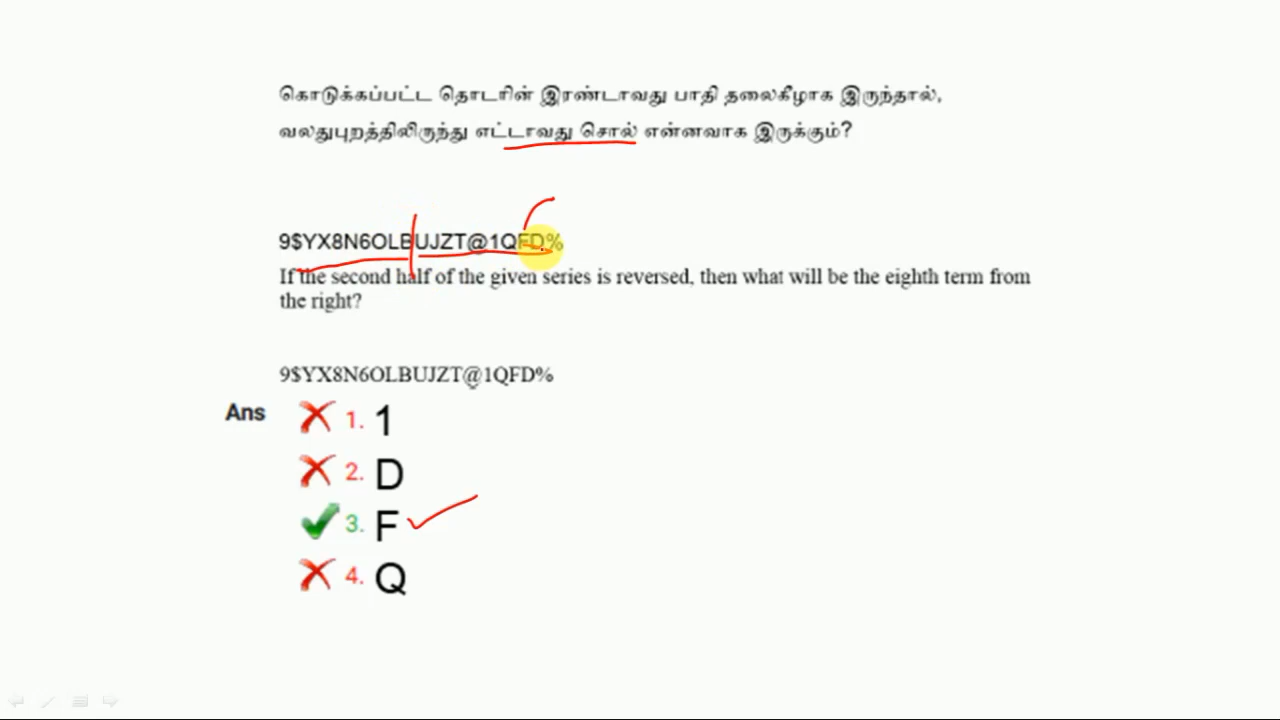 கொடுக்கப்பட்ட தொடரின் இரண்டாவது பாதி தலைகீழாக இருந்தால்,
வலதுபுறத்திலிருந்து எட்டாவது சொல் என்னவாக இருக்கும்?
9$YX8N6OLBUJZT@1QFD%
If the second half of the given series is reversed, then what will be the eighth term from
the right?
9$YX8N6OLBUJZT@1QFD%
Ans 1. 1
2. D
3. F
4. Q